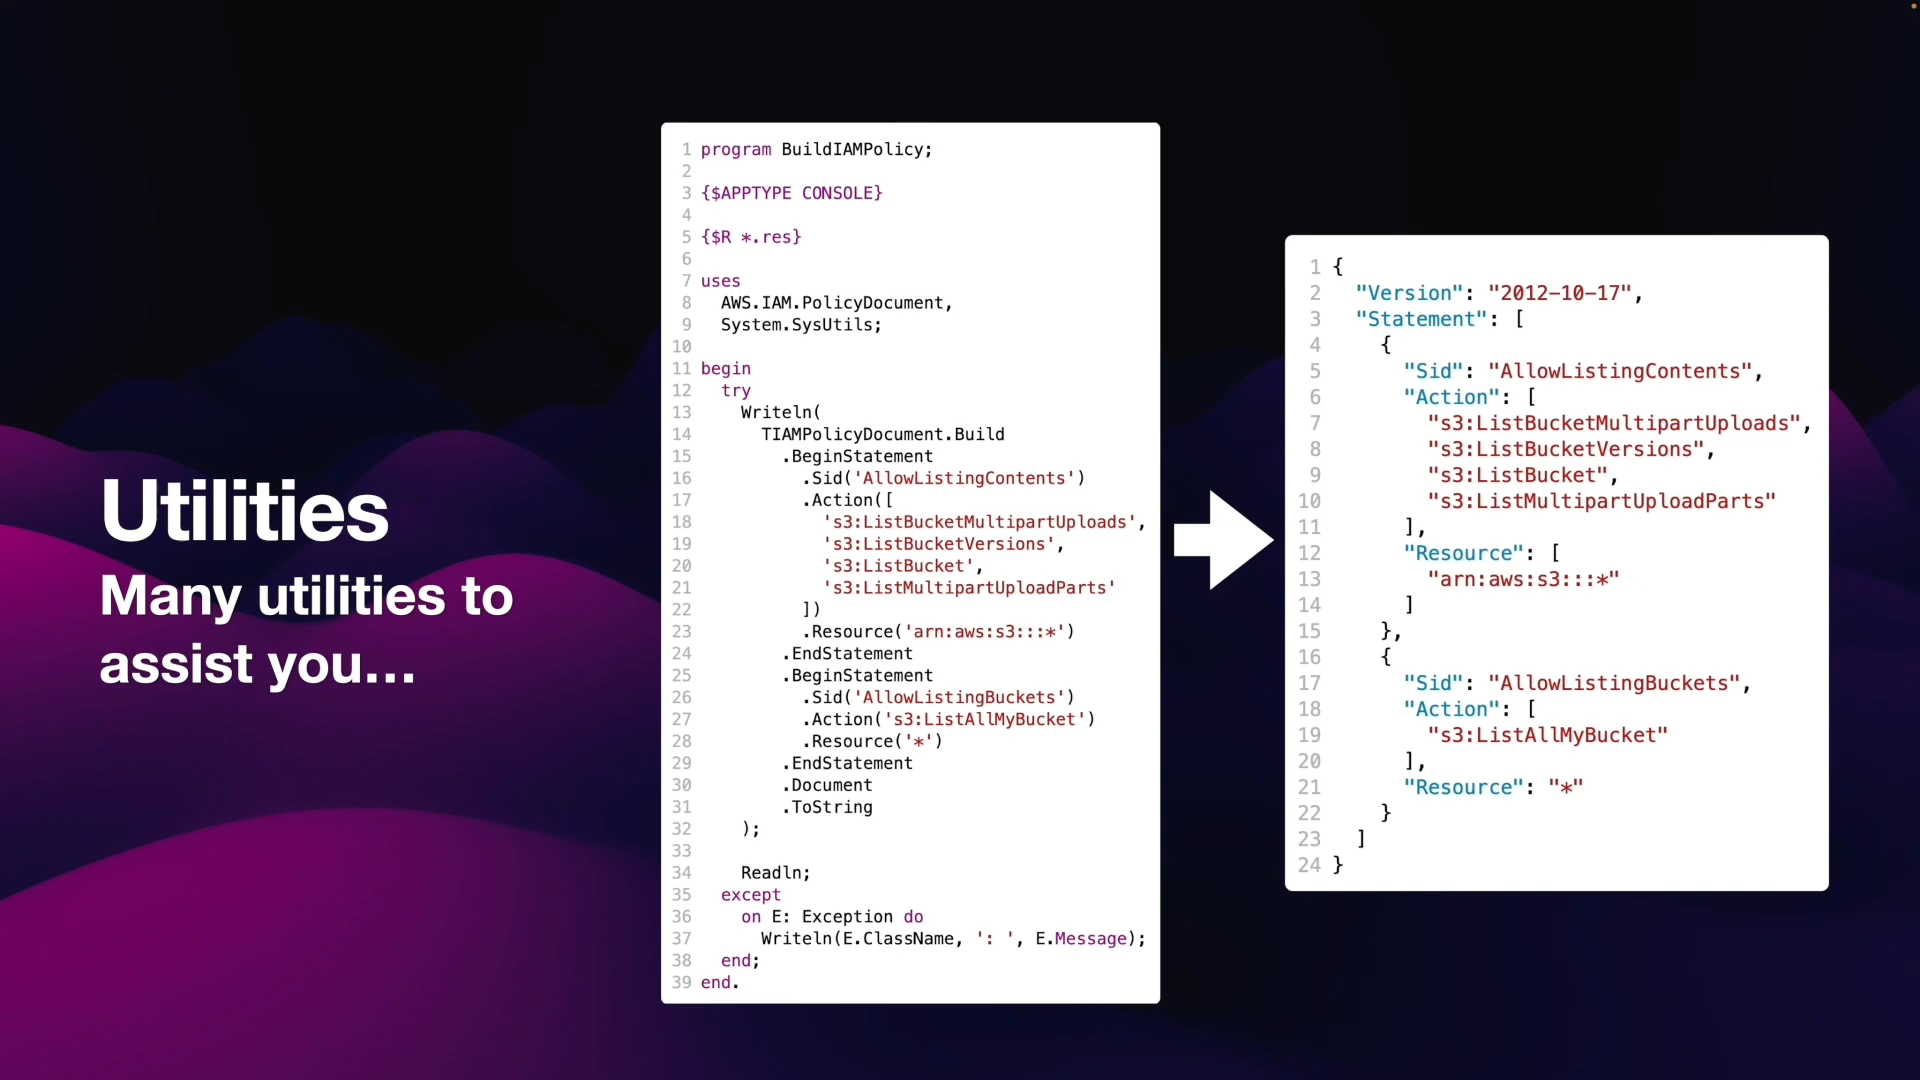 Utilities
Many utilities to
assist you...
1 program BuildIAMPolicy;
2
3 {$APPTYPE CONSOLE}
4
5 {$R *.res}
6
7 uses
8   AWS.IAM.PolicyDocument,
9   System.SysUtils;
10
11 begin
12   try
13     Writeln(
14       TIAMPolicyDocument.Build
15         .BeginStatement
16           .Sid('AllowListingContents')
17           .Action([
18             's3:ListBucketMultipartUploads',
19             's3:ListBucketVersions',
20             's3:ListBucket',
21             's3:ListMultipartUploadParts'
22           ])
23           .Resource('arn:aws:s3:::*')
24         .EndStatement
25         .BeginStatement
26           .Sid('AllowListingBuckets')
27           .Action('s3:ListAllMyBucket')
28           .Resource('*')
29         .EndStatement
30         .Document
31         .ToString
32     );
33
34     Readln;
35   except
36     on E: Exception do
37       Writeln(E.ClassName, ': ', E.Message);
38   end;
39 end.
1 {
2   "Version": "2012-10-17",
3   "Statement": [
4     {
5       "Sid": "AllowListingContents",
6       "Action": [
7         "s3:ListBucketMultipartUploads",
8         "s3:ListBucketVersions",
9         "s3:ListBucket",
10         "s3:ListMultipartUploadParts"
11       ],
12       "Resource": [
13         "arn:aws:s3:::*"
14       ]
15     },
16     {
17       "Sid": "AllowListingBuckets",
18       "Action": [
19         "s3:ListAllMyBucket"
20       ],
21       "Resource": "*"
22     }
23   ]
24 }